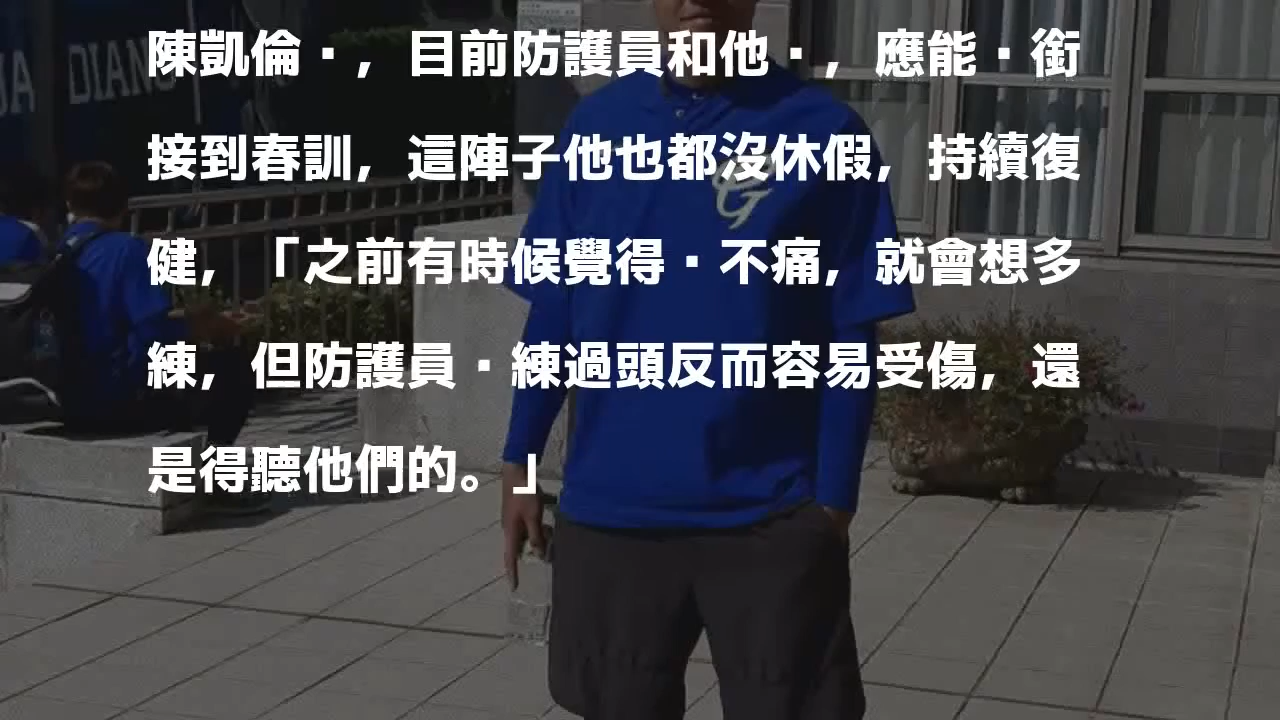 陳凱倫▪，目前防護員和他▪，應能▪銜
接到春訓，這陣子他也都沒休假，持續復
健，「之前有時候覺得▪不痛，就會想多
練，但防護員▪練過頭反而容易受傷，還
是得聽他們的。」
DIAN
G